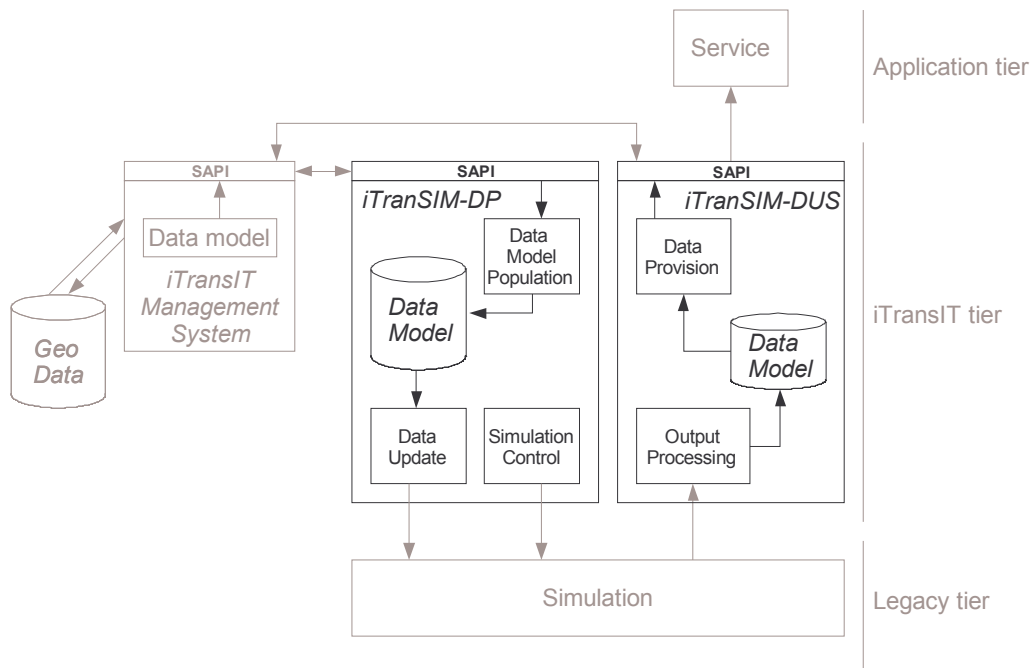 Service
Application tier
SAPI
SAPI
SAPI
iTranSIM-DP
iTranSIM-DUS
Data model
iTransIT
Management
System
Geo
Data
Data
Model
Population
Data
Model
Data
Update
Simulation
Control
Data
Provision
Data
Model
Output
Processing
iTransIT tier
Simulation
Legacy tier